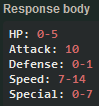 Response body
HP: 0-5
Attack: 10
Defense: 0-1
Speed: 7-14
Special: 0-7